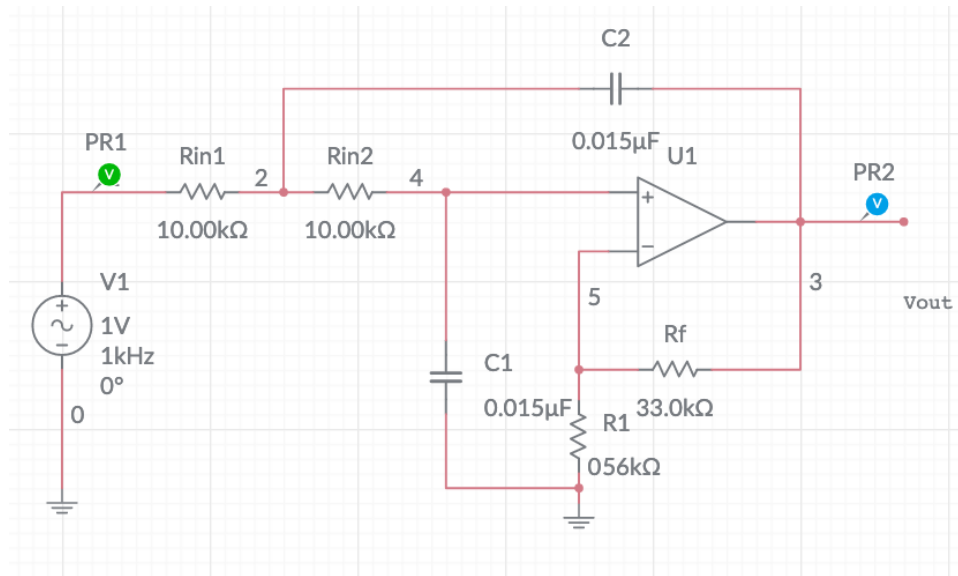 C2
0.015µF
U1
PR1
V
Rin1
2
Rin2
4
10.00kΩ
10.00kΩ
+
−
PR2
V
V1
+
−
1V
1kHz
0°
0
5
3
Vout
Rf
33.0kΩ
C1
0.015µF
R1
056kΩ